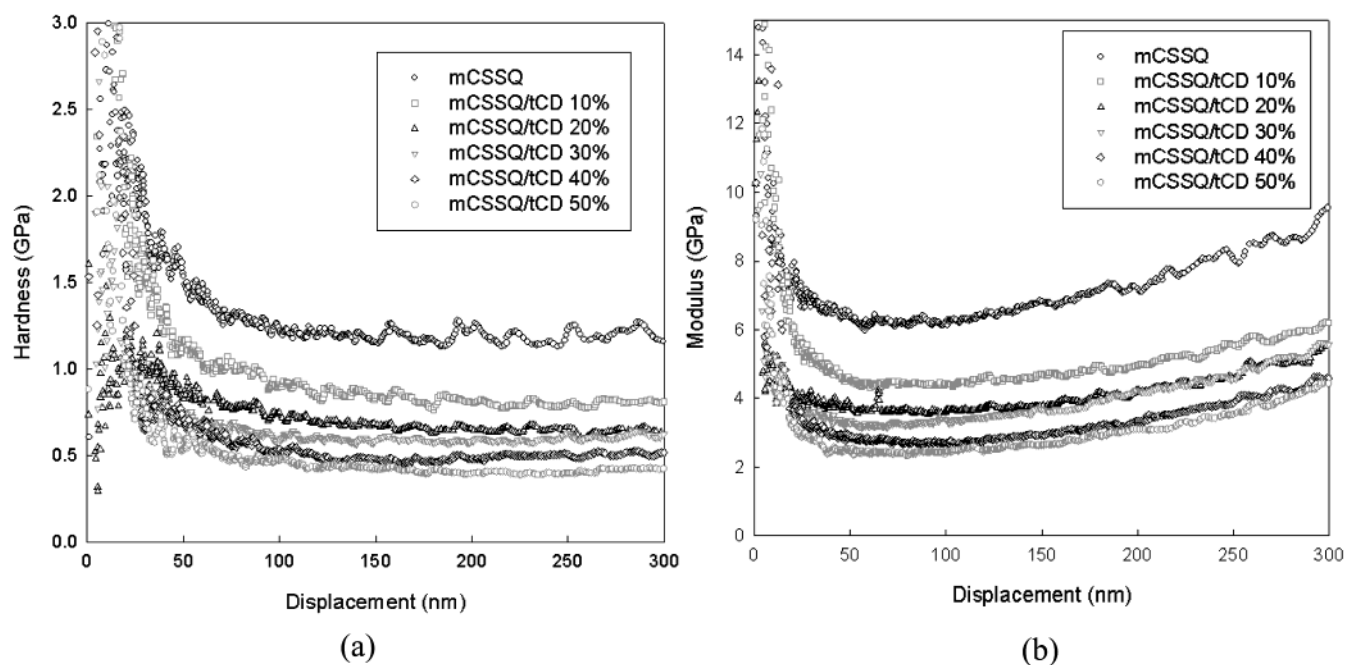 3.0
2.5
2.0
1.5
1.0
0.5
0.0
Hardness (GPa)
mCSSQ
mCSSQ/tCD 10%
mCSSQ/tCD 20%
mCSSQ/tCD 30%
mCSSQ/tCD 40%
mCSSQ/tCD 50%
0 50 100 150 200 250 300
Displacement (nm)
(a)
14
12
10
8
6
4
2
0
Modulus (GPa)
mCSSQ
mCSSQ/tCD 10%
mCSSQ/tCD 20%
mCSSQ/tCD 30%
mCSSQ/tCD 40%
mCSSQ/tCD 50%
0 50 100 150 200 250 300
Displacement (nm)
(b)